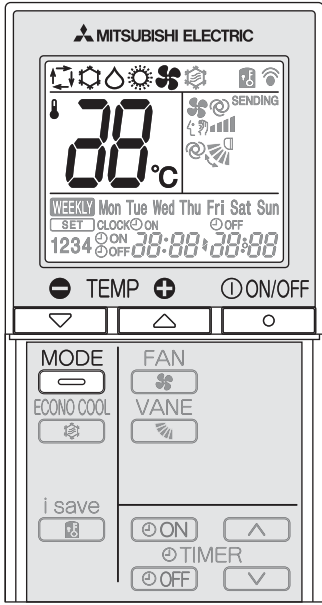 MITSUBISHI ELECTRIC
SENDING
88°C
WEEKLY Mon Tue Wed Thu Fri Sat Sun
SET CLOCK ON OFF
1234 ON OFF 88:88 88:88
TEMP ON/OFF
MODE FAN
ECONO COOL VANE
i save
ON
TIMER
OFF